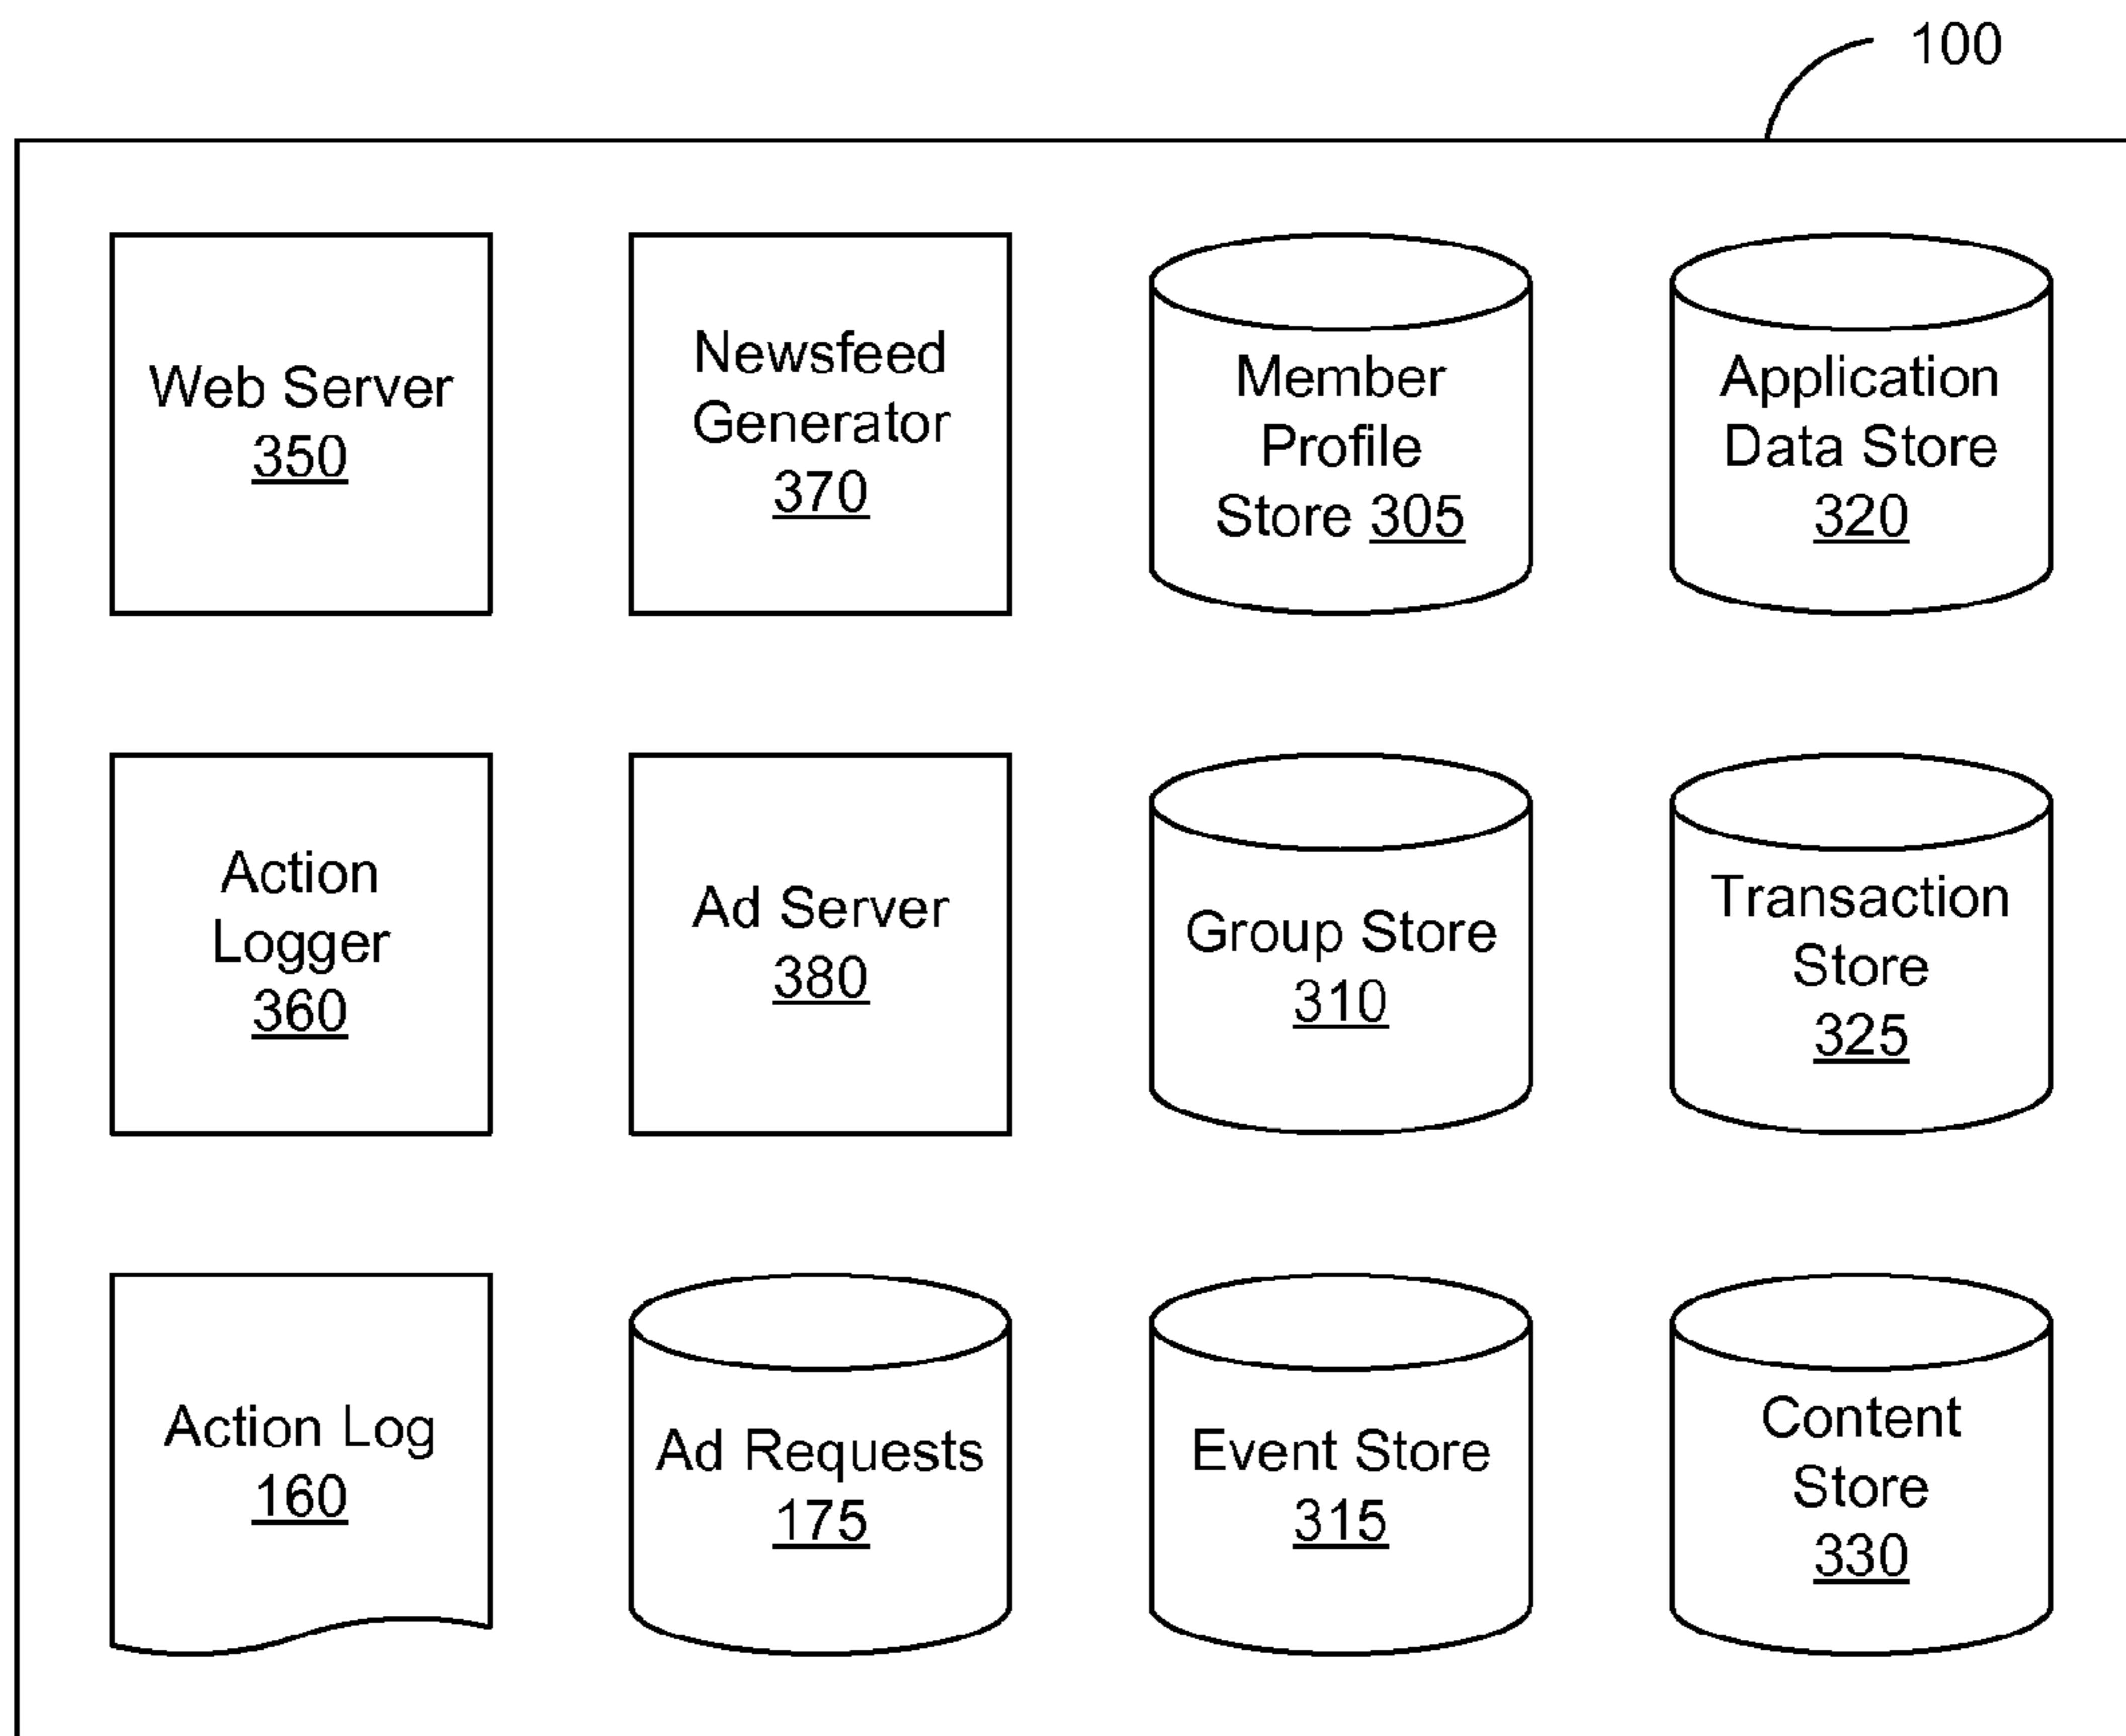 100
Web Server
350
Newsfeed
Generator
370
Member
Profile
Store 305
Application
Data Store
320
Action
Logger
360
Ad Server
380
Group Store
310
Transaction
Store
325
Action Log
160
Ad Requests
175
Event Store
315
Content
Store
330